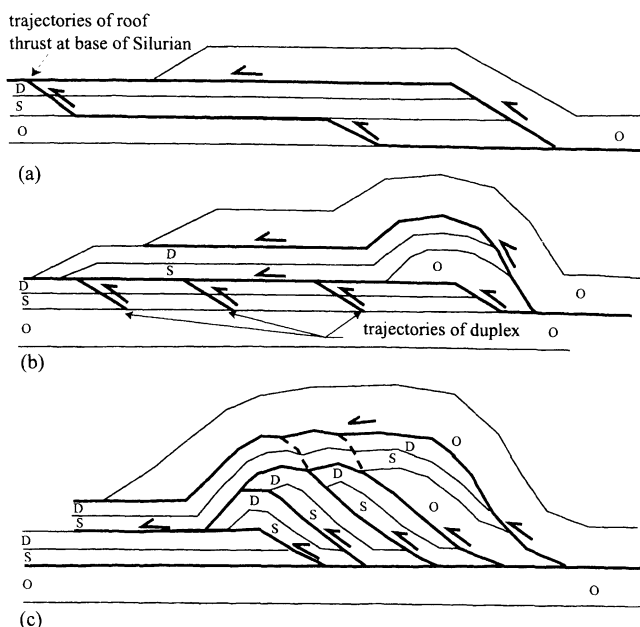 trajectories of roof
thrust at base of Silurian
D
S
O
O
(a)
D
S
O
D
S
O
O
trajectories of duplex
O
(b)
O
D
S
D
D
D
S
O
D
S
S
S
D
S
O
O
(c)